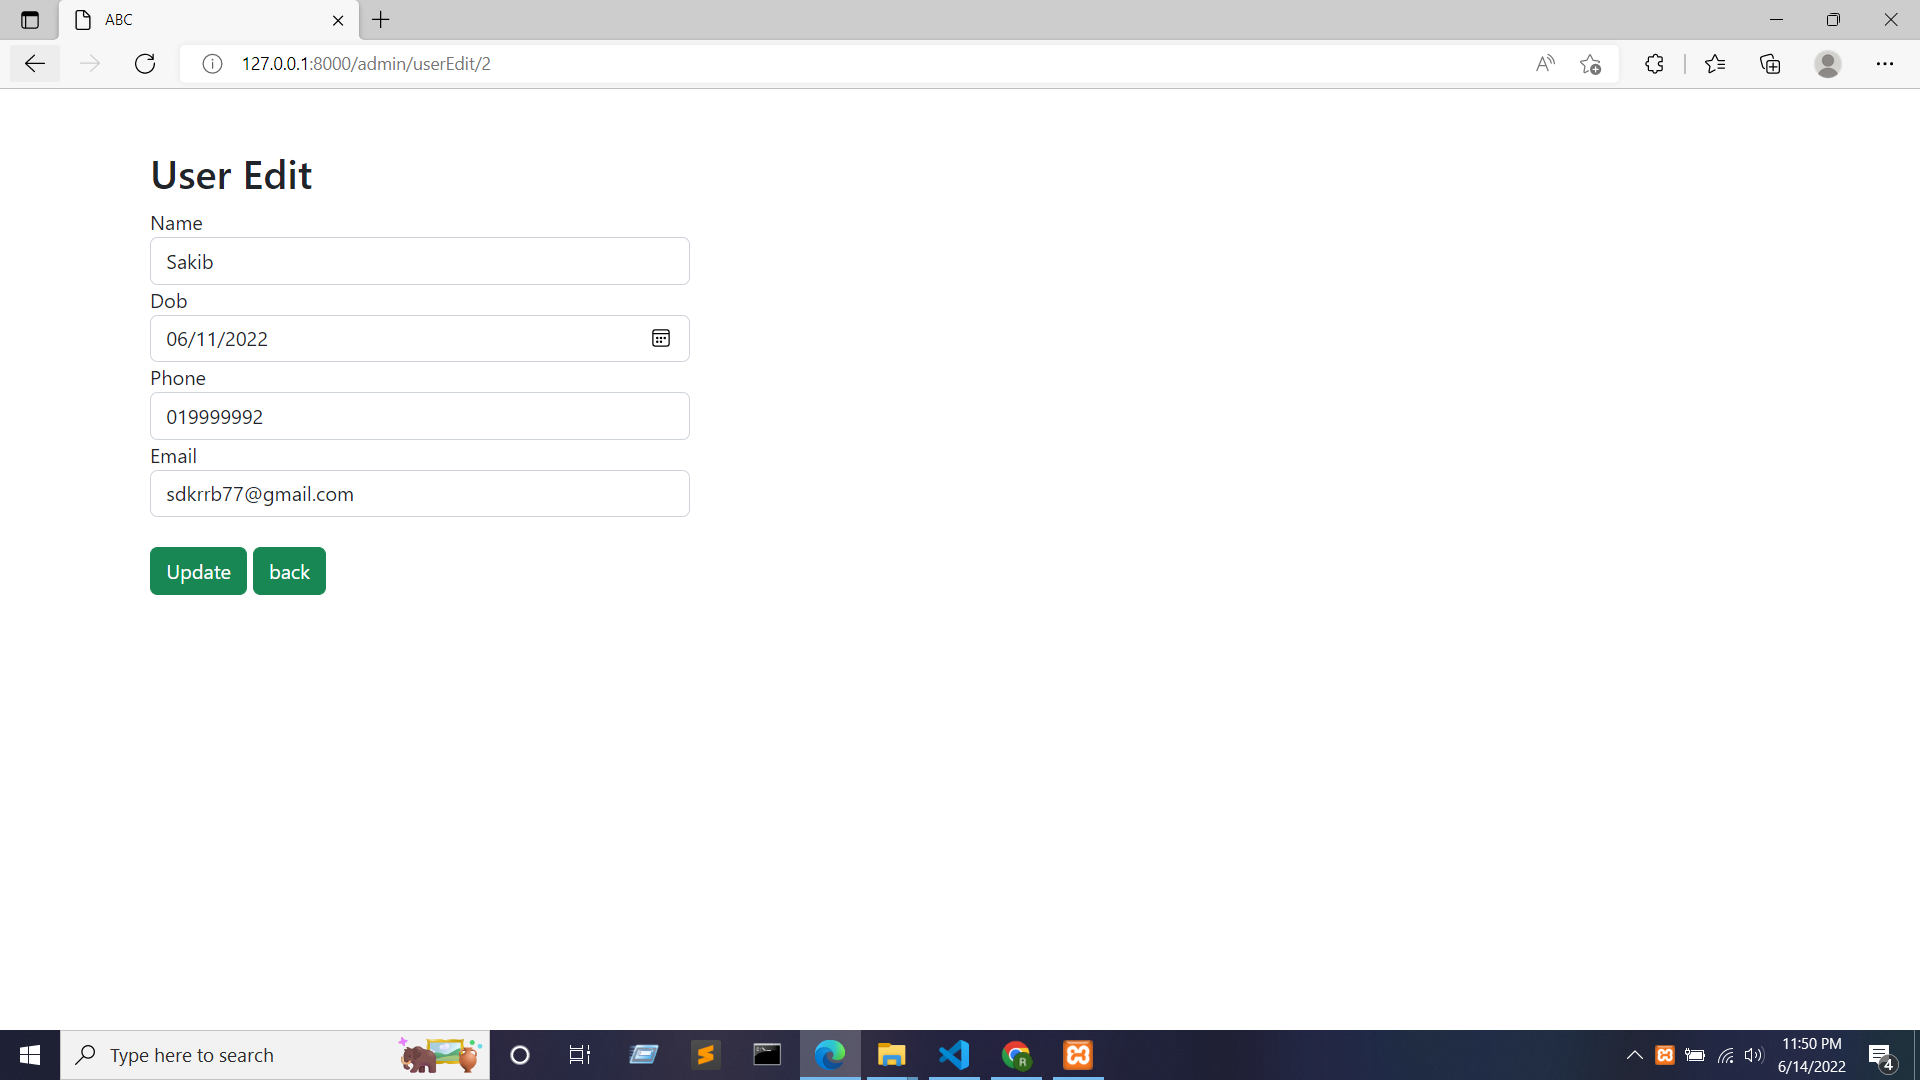 ABC
127.0.0.1:8000/admin/userEdit/2
User Edit
Name
Sakib
Dob
06/11/2022
Phone
019999992
Email
sdkrrb77@gmail.com
Update back
Type here to search
R
11:50 PM
6/14/2022
4